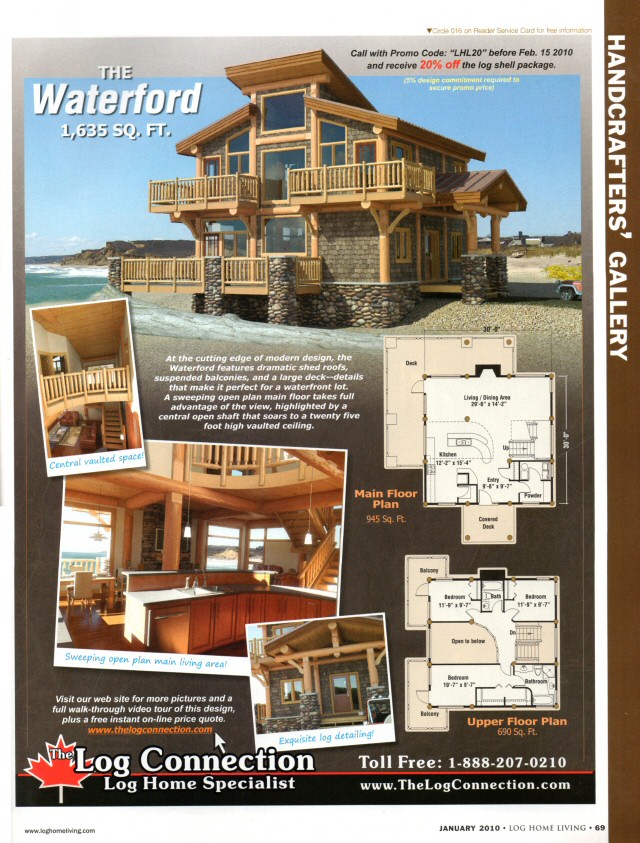 ▼Circle 016 on Reader Service Card for free information
HANDCRAFTERS' GALLERY
THE
Waterford
1,635 SQ. FT.
Call with Promo Code: "LHL20" before Feb. 15 2010
and receive 20% off the log shell package.
(5% design commitment required to
secure promo price)
At the cutting edge of modern design, the
Waterford features dramatic shed roofs,
suspended balconies, and a large deck—details
that make it perfect for a waterfront lot.
A sweeping open plan main floor takes full
advantage of the view, highlighted by a
central open shaft that soars to a twenty five
foot high vaulted ceiling.
Central vaulted space!
30'-0"
Deck
Living / Dining Area
29'-6" x 14'-2"
30'-0"
Kitchen
12'-2" x 15'-4"
Up
Entry
9'-6" x 9'-7"
Powder
Covered
Deck
Main Floor
Plan
945 Sq. Ft.
Balcony
Bedroom
11'-9" x 9'-7"
Bath
Bedroom
11'-9" x 9'-7"
Open to below
Dn
Bedroom
19'-7" x 9'-7"
Bathroom
Balcony
Upper Floor Plan
690 Sq. Ft.
Sweeping open plan main living area!
Exquisite log detailing!
Visit our web site for more pictures and a
full walk-through video tour of this design,
plus a free instant on-line price quote.
www.thelogconnection.com
The Log Connection
Log Home Specialist
Toll Free: 1-888-207-0210
www.TheLogConnection.com
www.loghomeliving.com
JANUARY 2010 • LOG HOME LIVING • 69